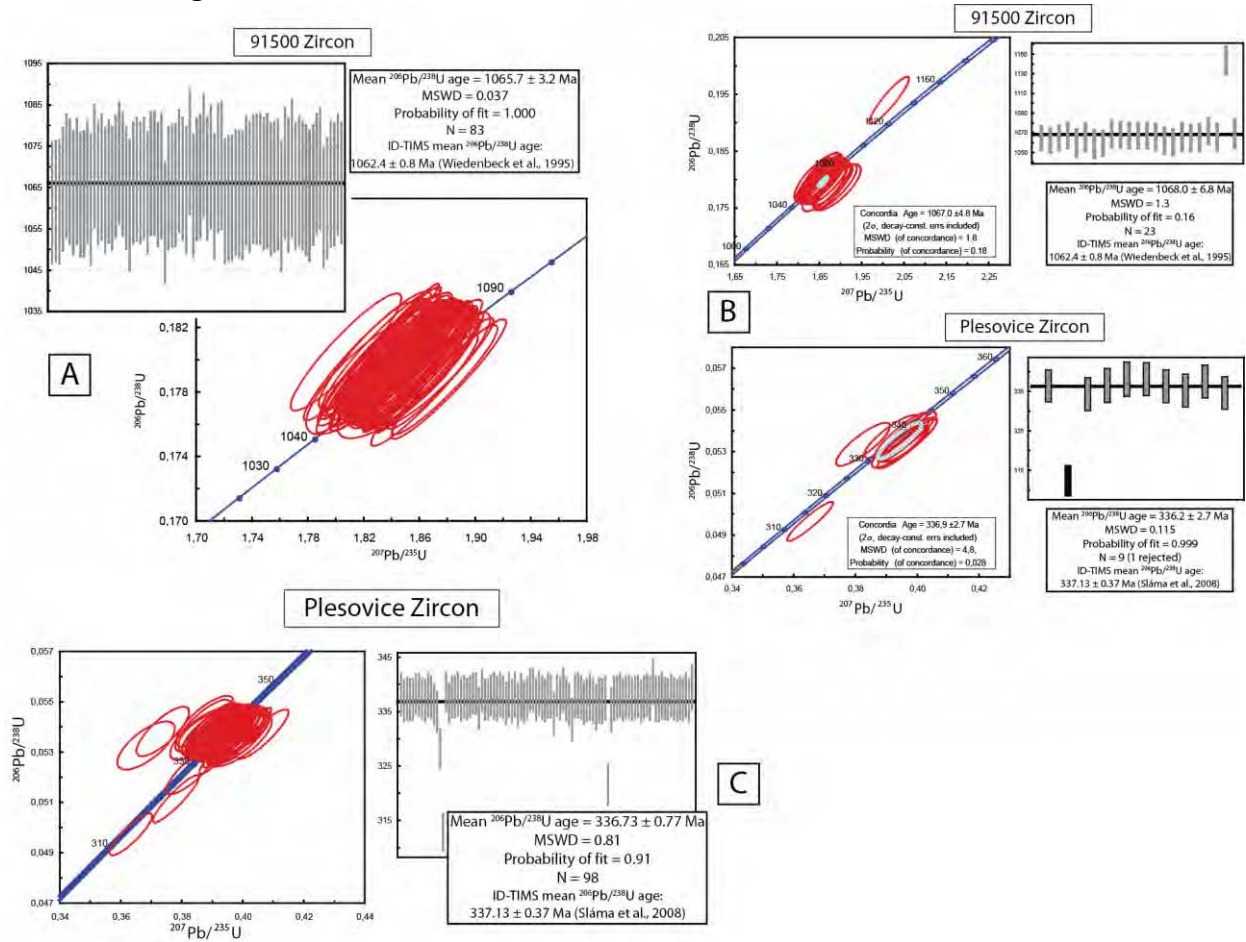 91500 Zircon
1095
1085
1075
1065
1055
1045
1035
Mean ²⁰⁶Pb/²³⁸U age = 1065.7 ± 3.2 Ma
MSWD = 0.037
Probability of fit = 1.000
N = 83
ID-TIMS mean ²⁰⁶Pb/²³⁸U age:
1062.4 ± 0.8 Ma (Wiedenbeck et al., 1995)
A
²⁰⁶Pb/²³⁸U
0,182
0,178
0,174
0,170
1090
1040
1030
1,70
1,74
1,78
1,82
1,86
1,90
1,94
1,98
²⁰⁷Pb/²³⁵U
91500 Zircon
²⁰⁶Pb/²³⁸U
0,205
0,195
0,185
0,175
0,165
1160
1120
1080
1040
1000
Concordia Age = 1067.0 ±4.8 Ma
(2σ, decay-const. errs included)
MSWD (of concordance) = 1.8
Probability (of concordance) = 0.18
1,65
1,75
1,85
1,95
2,05
2,15
2,25
²⁰⁷Pb/²³⁵U
1150
1130
1110
1090
1070
1050
Mean ²⁰⁶Pb/²³⁸U age = 1068.0 ± 6.8 Ma
MSWD = 1.3
Probability of fit = 0.16
N = 23
ID-TIMS mean ²⁰⁶Pb/²³⁸U age:
1062.4 ± 0.8 Ma (Wiedenbeck et al., 1995)
B
Plesovice Zircon
²⁰⁶Pb/²³⁸U
0,057
0,056
0,053
0,051
0,049
0,047
360
350
340
330
320
310
Concordia Age = 336,9 ±2.7 Ma
(2σ, decay-const. errs included)
MSWD (of concordance) = 4,8,
Probability (of concordance) = 0,028
0,34
0,36
0,38
0,40
0,42
²⁰⁷Pb/²³⁵U
335
325
315
Mean ²⁰⁶Pb/²³⁸U age = 336.2 ± 2.7 Ma
MSWD = 0.115
Probability of fit = 0.999
N = 9 (1 rejected)
ID-TIMS mean ²⁰⁶Pb/²³⁸U age:
337.13 ± 0.37 Ma (Sláma et al., 2008)
Plesovice Zircon
²⁰⁶Pb/²³⁸U
0,057
0,055
0,053
0,051
0,049
0,047
350
330
310
0,34
0,36
0,38
0,40
0,42
0,44
²⁰⁷Pb/²³⁵U
345
335
325
315
C
Mean ²⁰⁶Pb/²³⁸U age = 336.73 ± 0.77 Ma
MSWD = 0.81
Probability of fit = 0.91
N = 98
ID-TIMS mean ²⁰⁶Pb/²³⁸U age:
337.13 ± 0.37 Ma (Sláma et al., 2008)